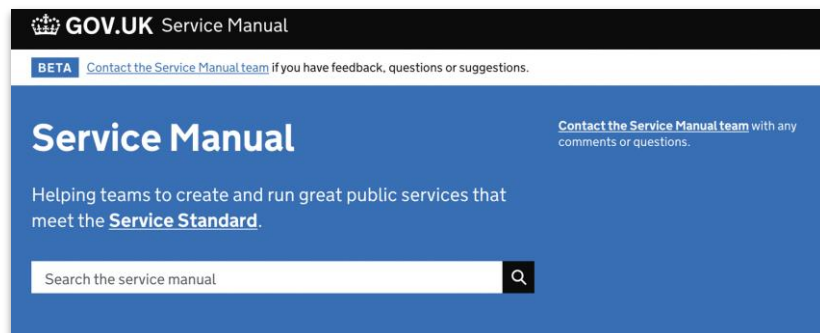 GOV.UK Service Manual
BETA Contact the Service Manual team if you have feedback, questions or suggestions.
Service Manual
Helping teams to create and run great public services that
meet the Service Standard.
Search the service manual
Contact the Service Manual team with any
comments or questions.